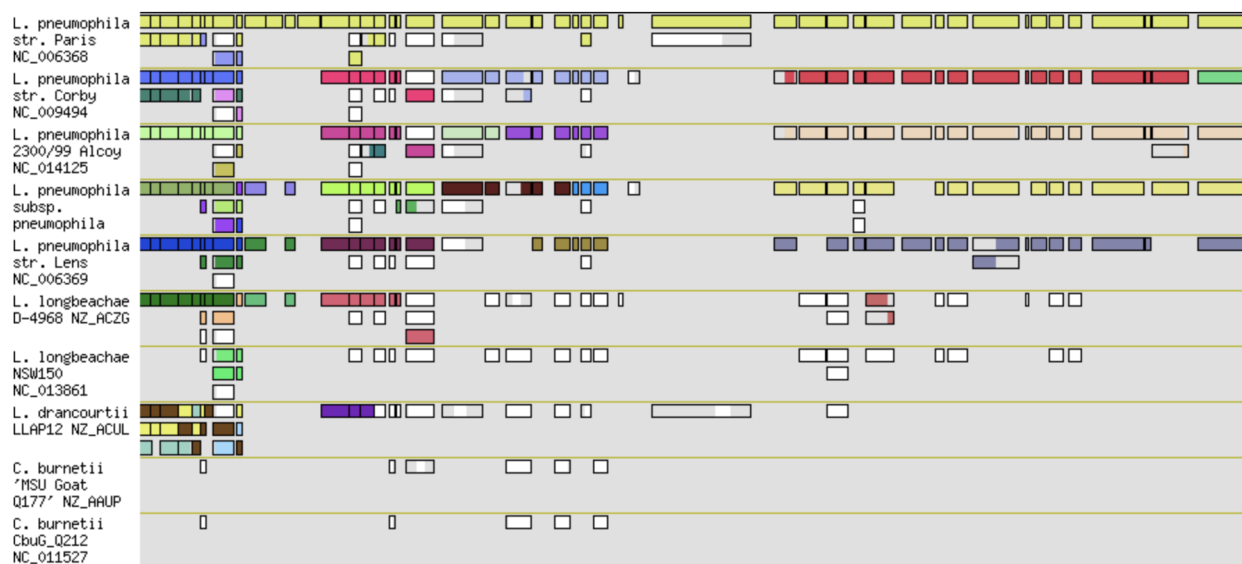 L. pneumophila
str. Paris
NC_006368
L. pneumophila
str. Corby
NC_009494
L. pneumophila
2300/99 Alcoy
NC_014125
L. pneumophila
subsp.
pneumophila
L. pneumophila
str. Lens
NC_006369
L. longbeachae
D-4968 NZ_ACZG
L. longbeachae
NSW150
NC_013861
L. drancourtii
LLAP12 NZ_ACUL
C. burnetii
'MSU Goat
Q177' NZ_AAUP
C. burnetii
CbuG_Q212
NC_011527